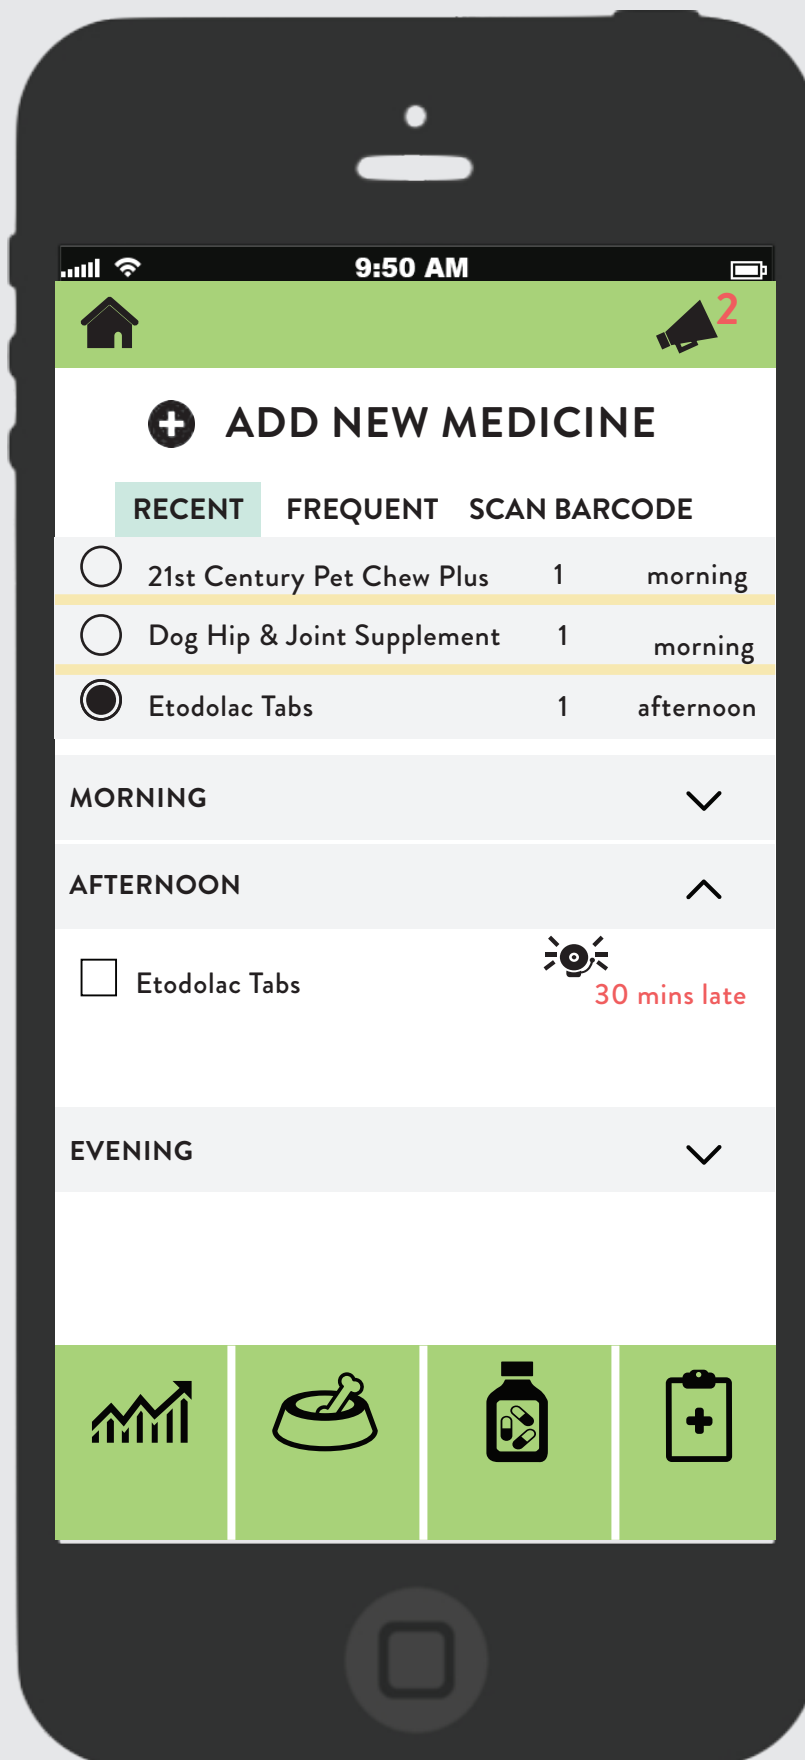 9:50 AM
2
ADD NEW MEDICINE
RECENT FREQUENT SCAN BARCODE
21st Century Pet Chew Plus 1 morning
Dog Hip & Joint Supplement 1 morning
Etodolac Tabs 1 afternoon
MORNING
AFTERNOON
Etodolac Tabs
30 mins late
EVENING